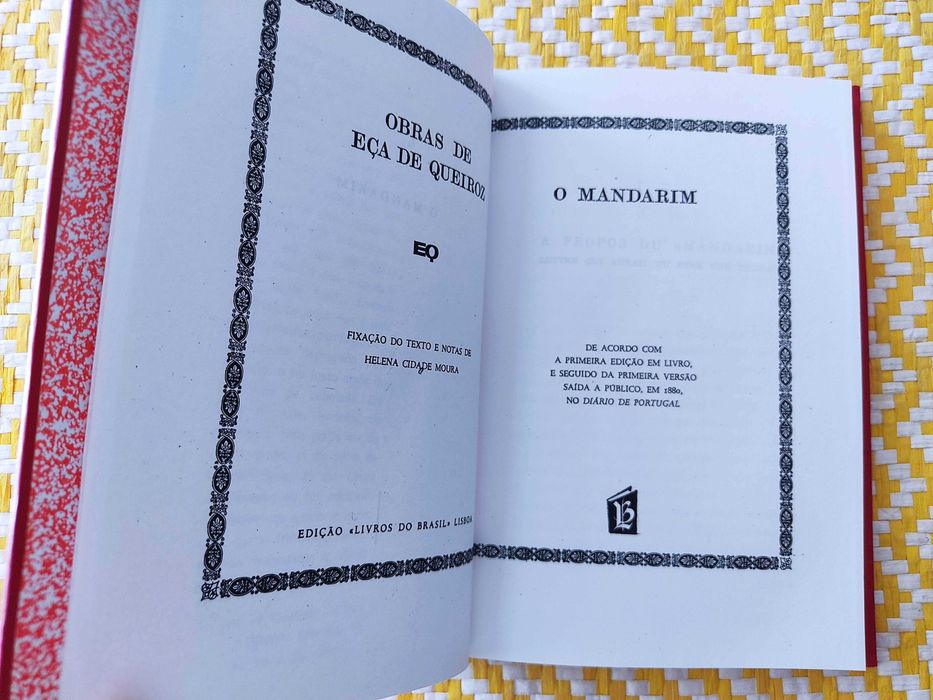 OBRAS DE
EÇA DE QUEIROZ
EQ
FIXAÇÃO DO TEXTO E NOTAS DE
HELENA CIDADE MOURA
EDIÇÃO «LIVROS DO BRASIL» LISBOA
O MANDARIM
DE ACORDO COM
A PRIMEIRA EDIÇÃO EM LIVRO,
E SEGUIDO DA PRIMEIRA VERSÃO
SAÍDA A PÚBLICO, EM 1880,
NO DIÁRIO DE PORTUGAL